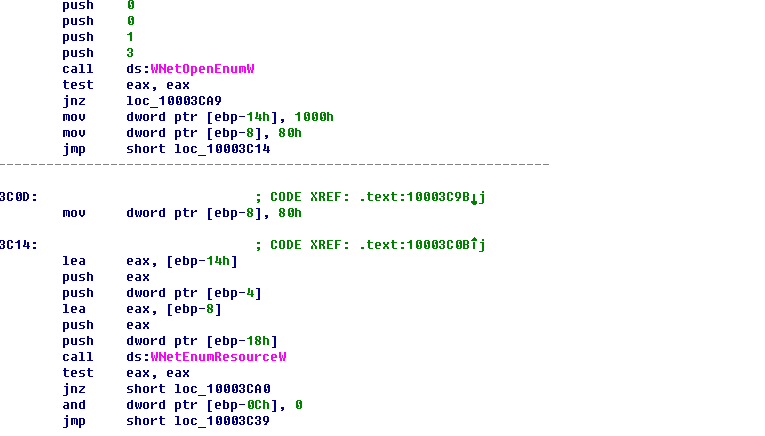 push 0
push 0
push 1
push 3
call ds:WNetOpenEnumW
test eax, eax
jnz loc_10003CA9
mov dword ptr [ebp-14h], 1000h
mov dword ptr [ebp-8], 80h
jmp short loc_10003C14
3C0D: ; CODE XREF: .text:10003C9B↓j
mov dword ptr [ebp-8], 80h
3C14: ; CODE XREF: .text:10003C0B↑j
lea eax, [ebp-14h]
push eax
push dword ptr [ebp-4]
lea eax, [ebp-8]
push eax
push dword ptr [ebp-18h]
call ds:WNetEnumResourceW
test eax, eax
jnz short loc_10003CA0
and dword ptr [ebp-0Ch], 0
jmp short loc_10003C39